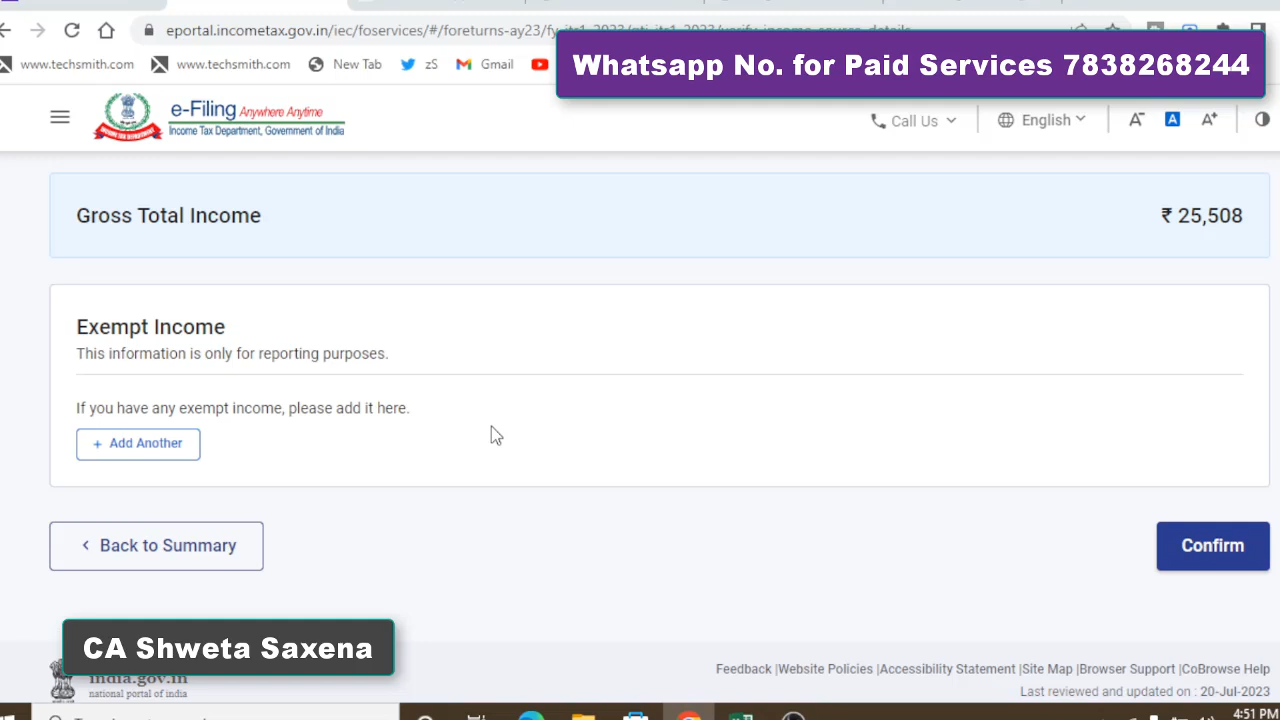 eportal.incometax.gov.in/iec/foservices/#/foreturns-ay23/
Whatsapp No. for Paid Services 7838268244
www.techsmith.com www.techsmith.com New Tab zS Gmail
e-Filing Anywhere Anytime
Income Tax Department, Government of India
Call Us English A- A A+
Gross Total Income ₹ 25,508
Exempt Income
This information is only for reporting purposes.
If you have any exempt income, please add it here.
+ Add Another
< Back to Summary Confirm
CA Shweta Saxena
india.gov.in
national portal of india
Feedback |Website Policies |Accessibility Statement |Site Map |Browser Support |CoBrowse Help
Last reviewed and updated on : 20-Jul-2023
4:51 PM